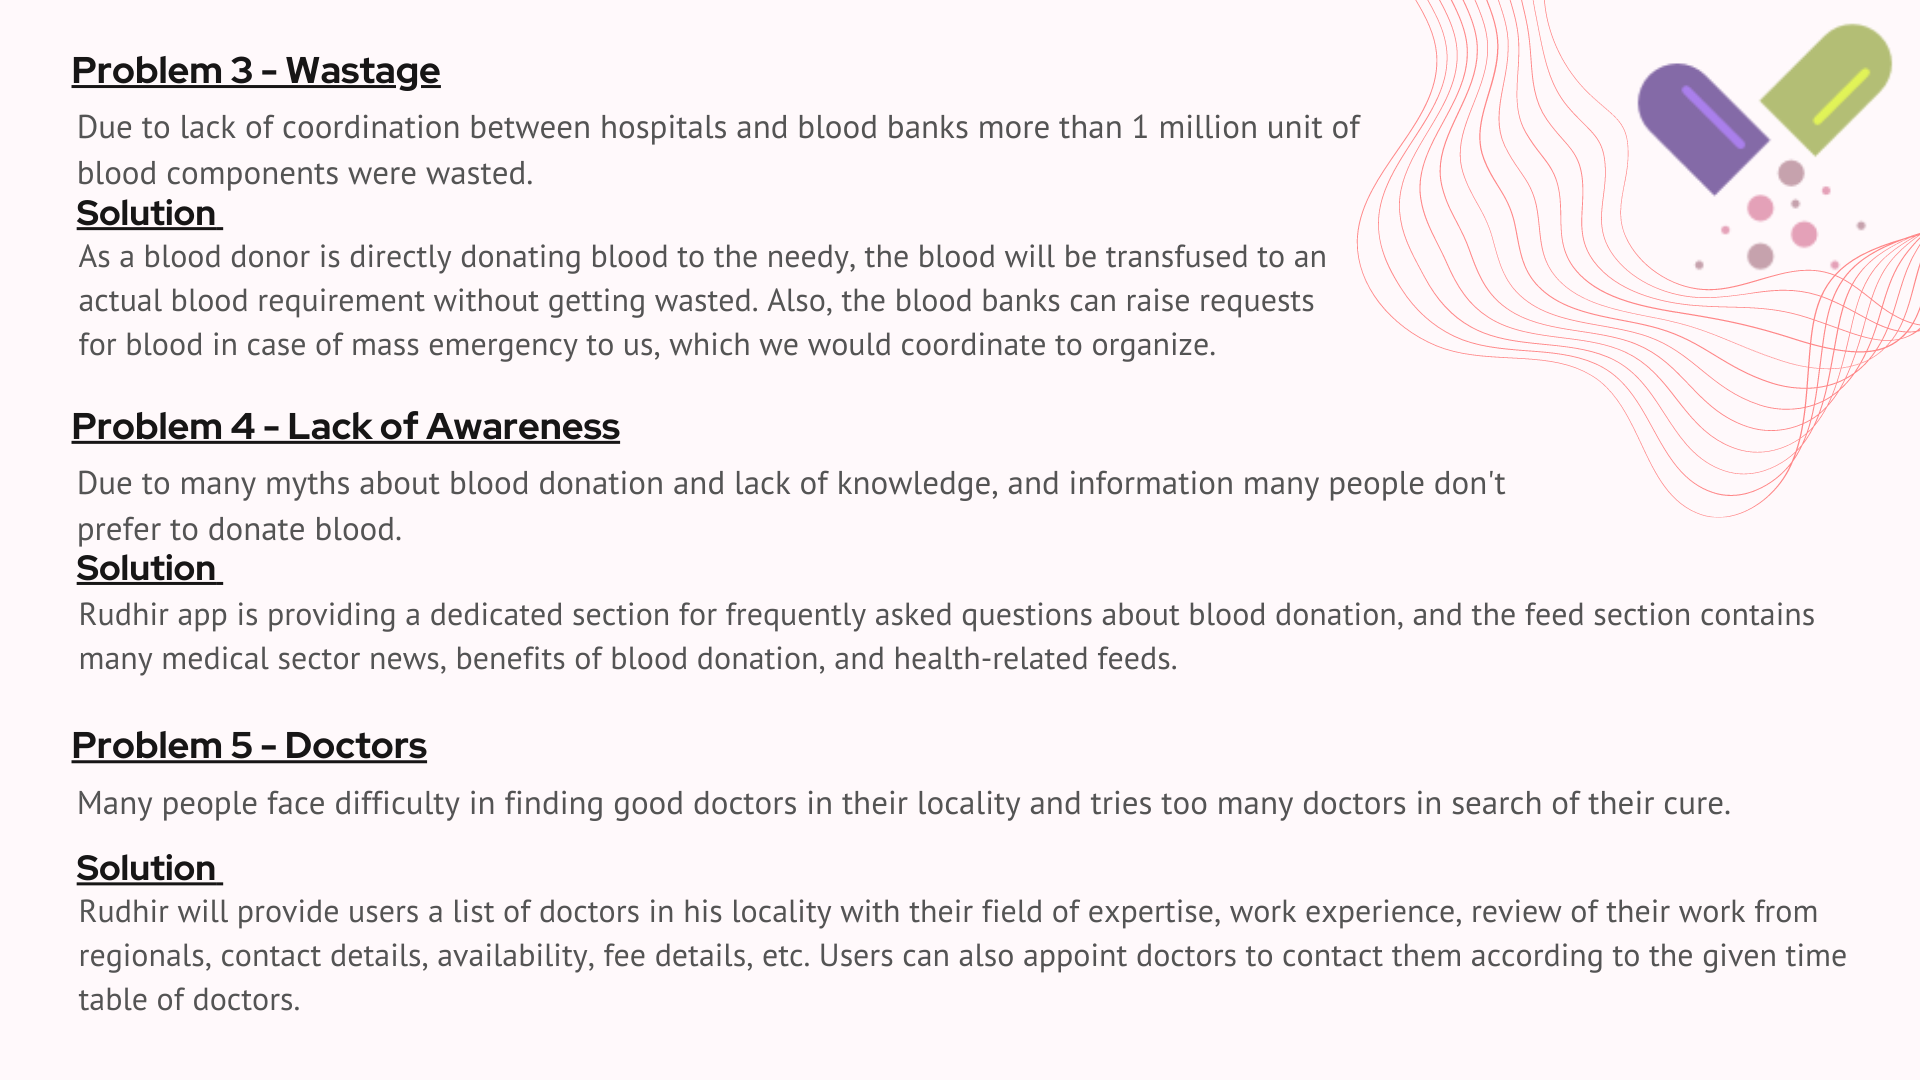 Problem 3 - Wastage
Due to lack of coordination between hospitals and blood banks more than 1 million unit of
blood components were wasted.
Solution
As a blood donor is directly donating blood to the needy, the blood will be transfused to an
actual blood requirement without getting wasted. Also, the blood banks can raise requests
for blood in case of mass emergency to us, which we would coordinate to organize.
Problem 4 - Lack of Awareness
Due to many myths about blood donation and lack of knowledge, and information many people don't
prefer to donate blood.
Solution
Rudhir app is providing a dedicated section for frequently asked questions about blood donation, and the feed section contains
many medical sector news, benefits of blood donation, and health-related feeds.
Problem 5 - Doctors
Many people face difficulty in finding good doctors in their locality and tries too many doctors in search of their cure.
Solution
Rudhir will provide users a list of doctors in his locality with their field of expertise, work experience, review of their work from
regionals, contact details, availability, fee details, etc. Users can also appoint doctors to contact them according to the given time
table of doctors.